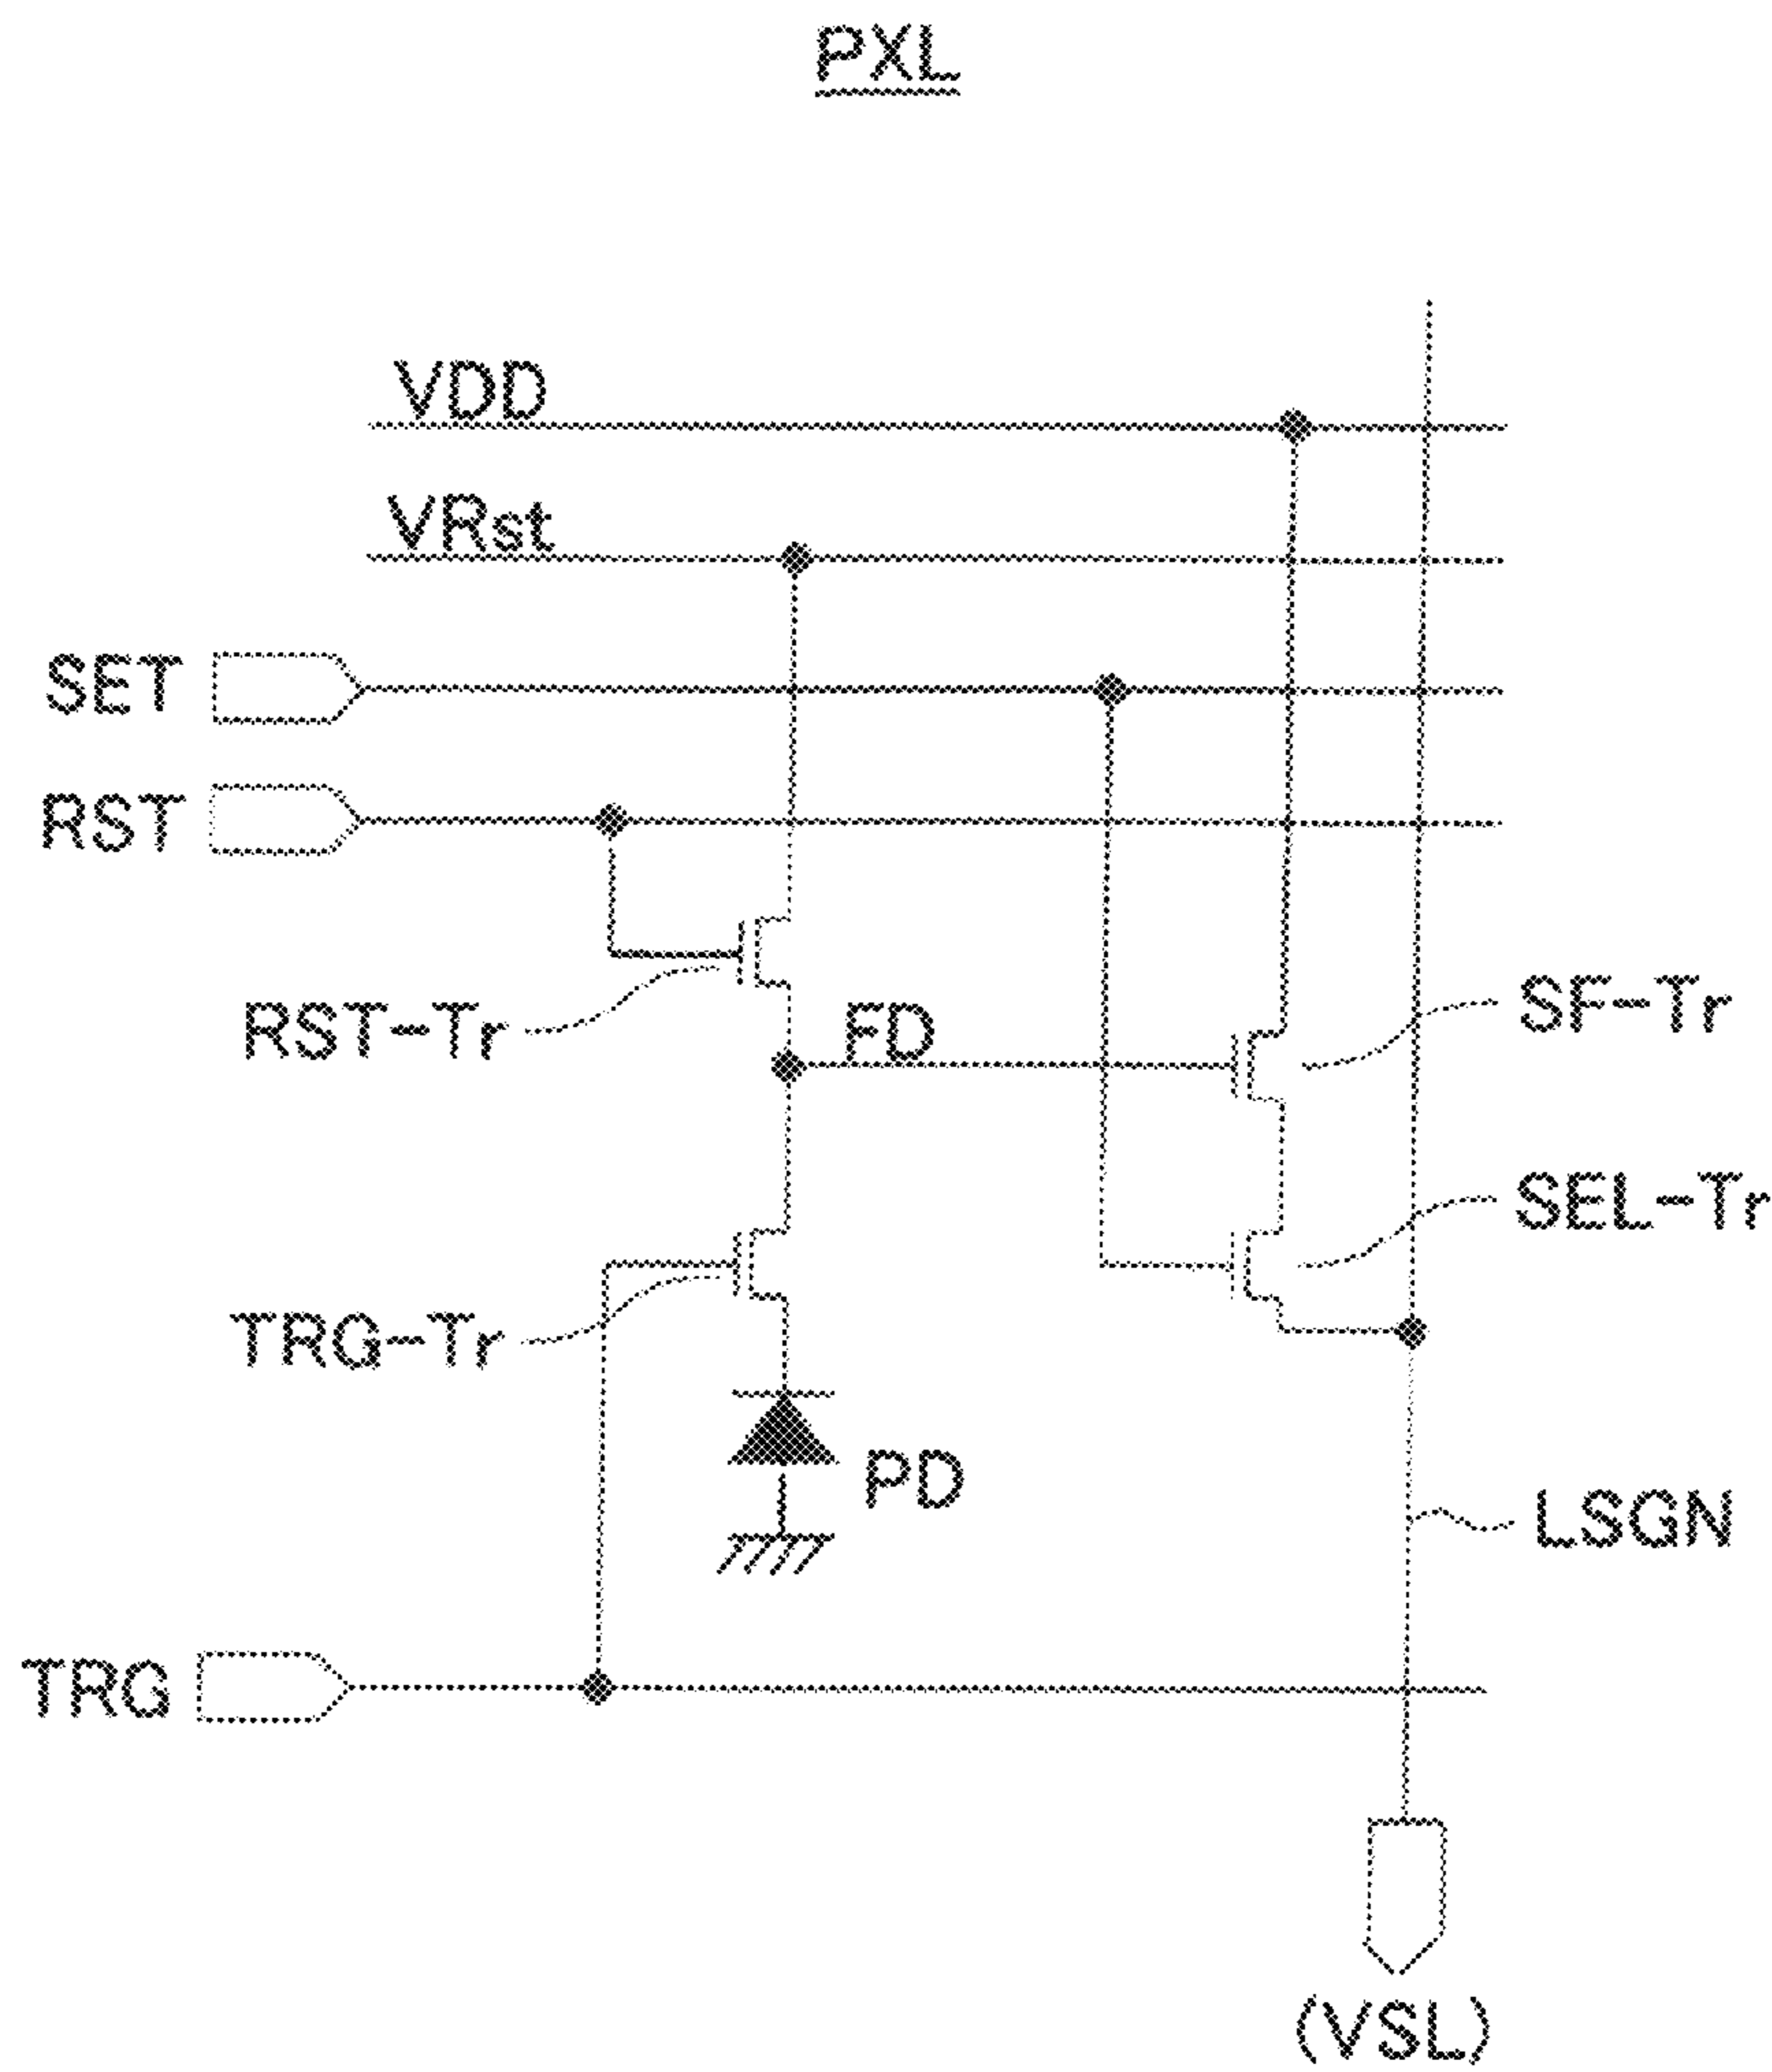 PXL
VDD
VRst
SET
RST
RST-Tr
FD
SF-Tr
SEL-Tr
TRG-Tr
PD
LSGN
TRG
(VSL)